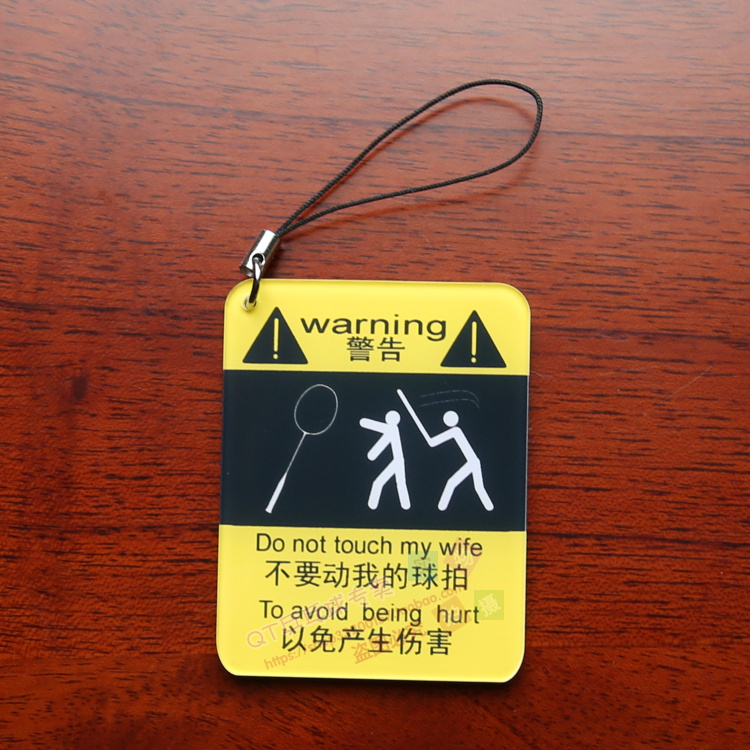 warning
警告
Do not touch my wife
不要动我的球拍
To avoid being hurt
以免产生伤害